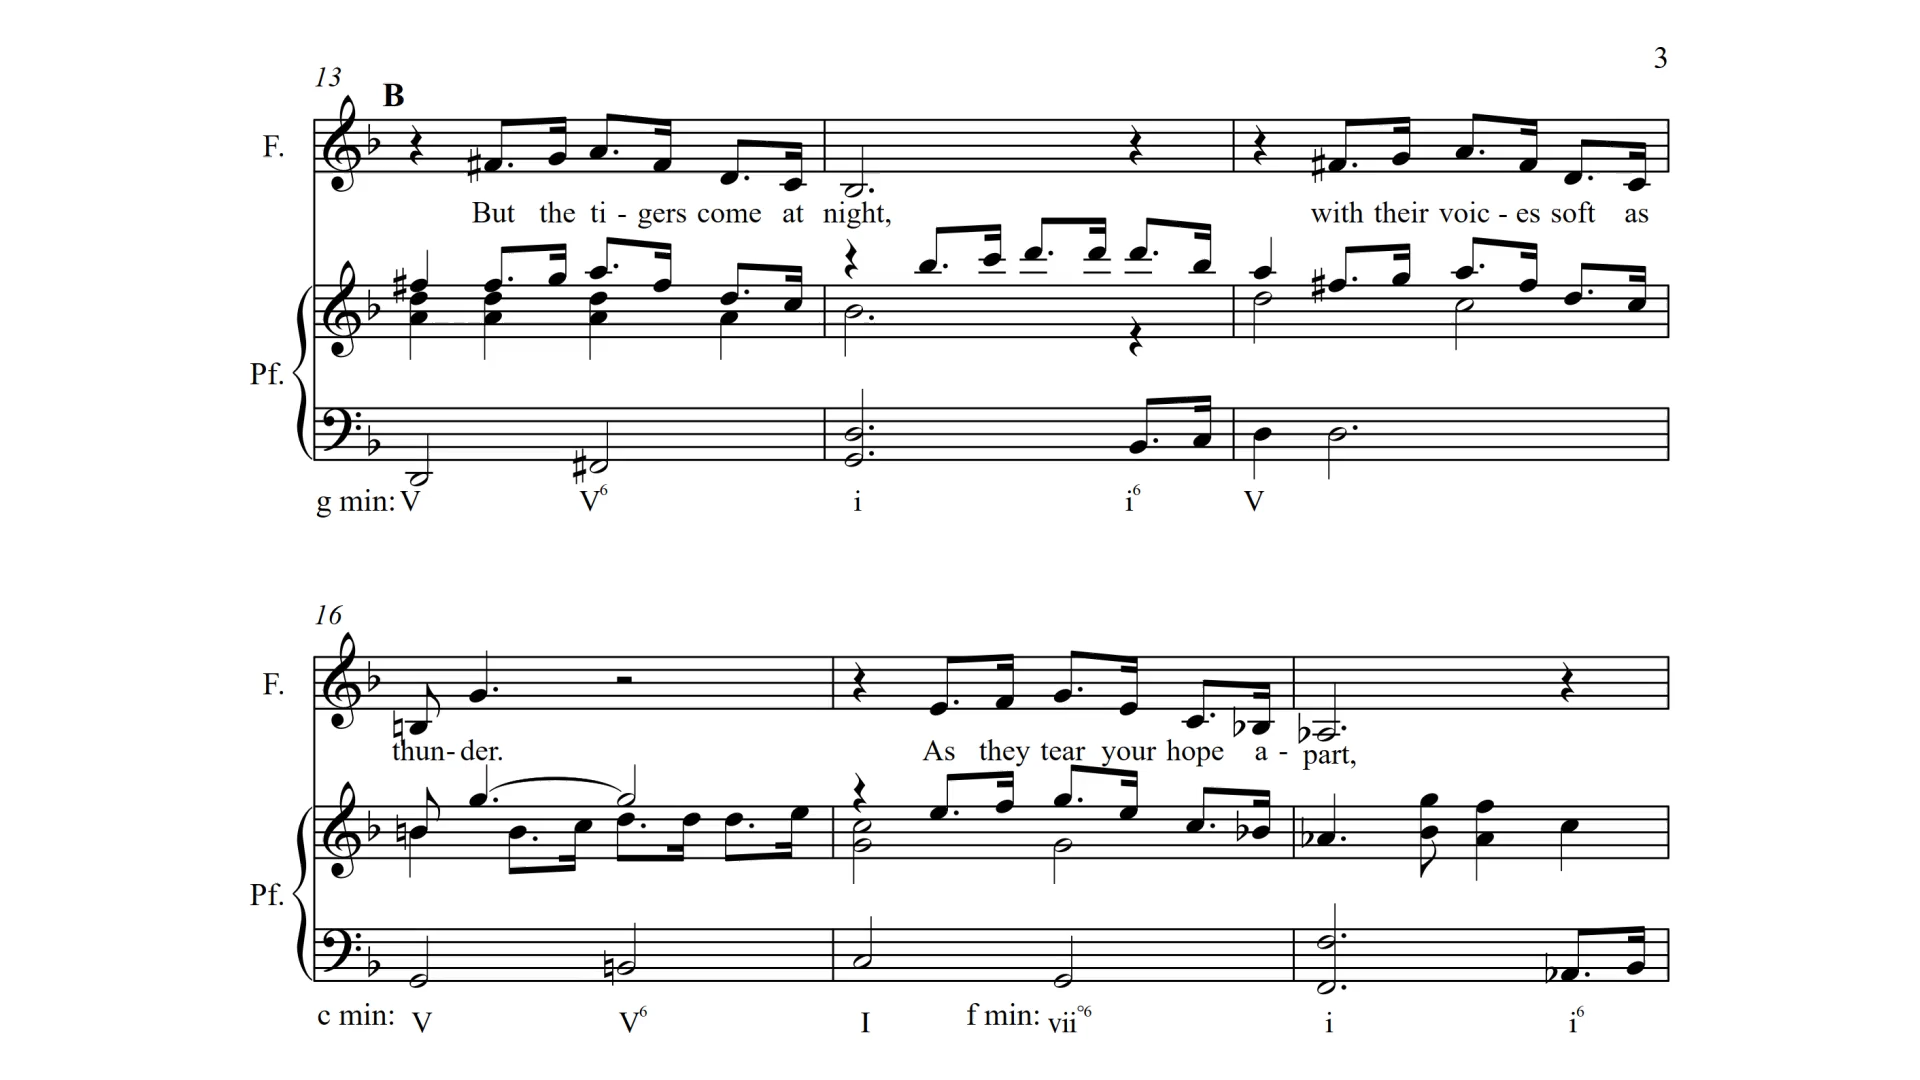 3
13
B
F.
But the ti - gers come at night, with their voic - es soft as
Pf.
g min: V V6 i i6 V
16
F.
thun - der. As they tear your hope a - part,
Pf.
c min: V V6 I f min: vii°6 i i6